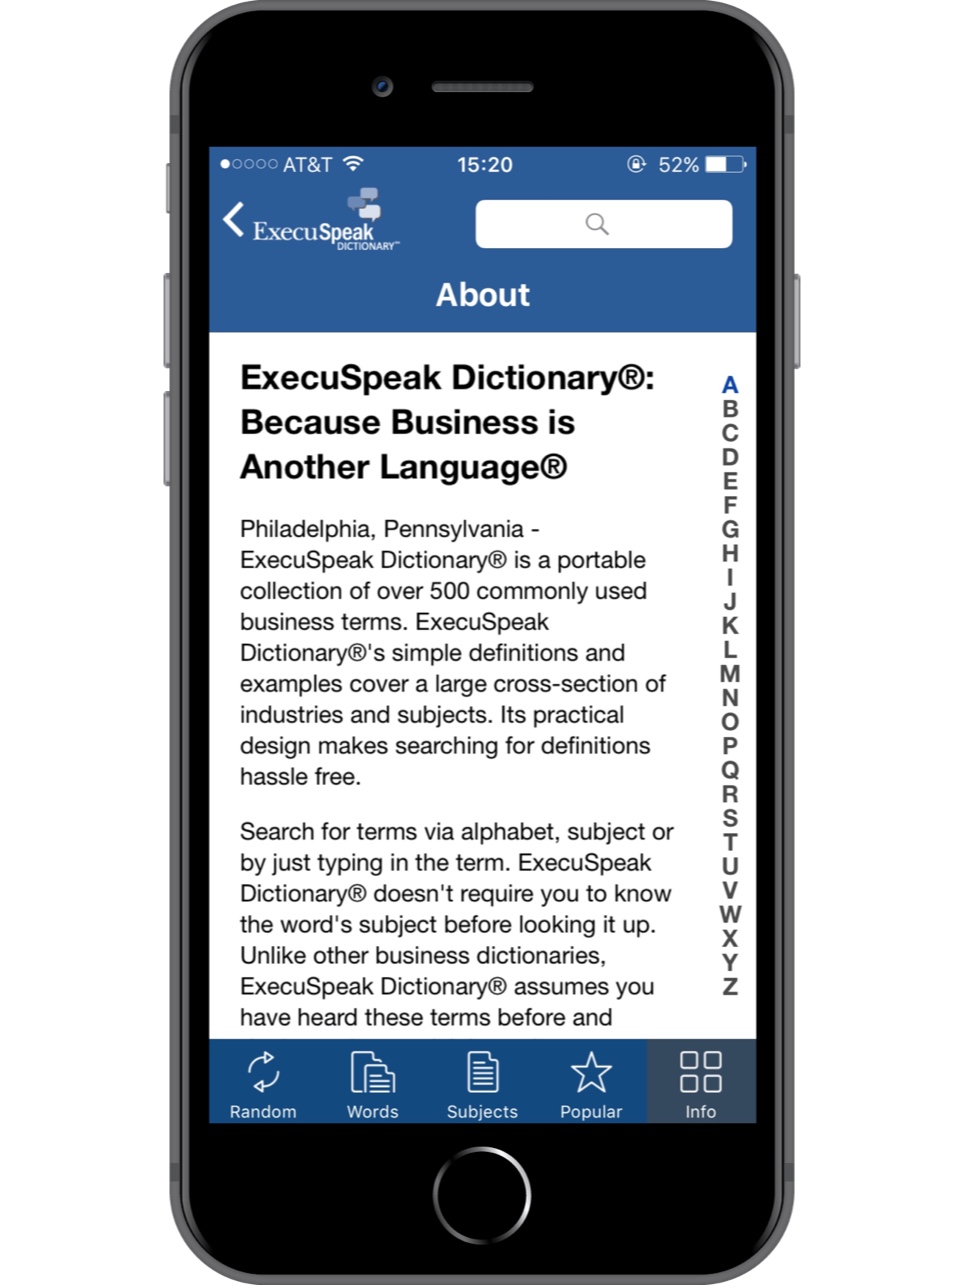 AT&T 15:20 52%
ExecuSpeak
DICTIONARY™
About
ExecuSpeak Dictionary®:
Because Business is
Another Language®
Philadelphia, Pennsylvania -
ExecuSpeak Dictionary® is a portable
collection of over 500 commonly used
business terms. ExecuSpeak
Dictionary®'s simple definitions and
examples cover a large cross-section of
industries and subjects. Its practical
design makes searching for definitions
hassle free.
Search for terms via alphabet, subject or
by just typing in the term. ExecuSpeak
Dictionary® doesn't require you to know
the word's subject before looking it up.
Unlike other business dictionaries,
ExecuSpeak Dictionary® assumes you
have heard these terms before and
A
B
C
D
E
F
G
H
I
J
K
L
M
N
O
P
Q
R
S
T
U
V
W
X
Y
Z
Random Words Subjects Popular Info